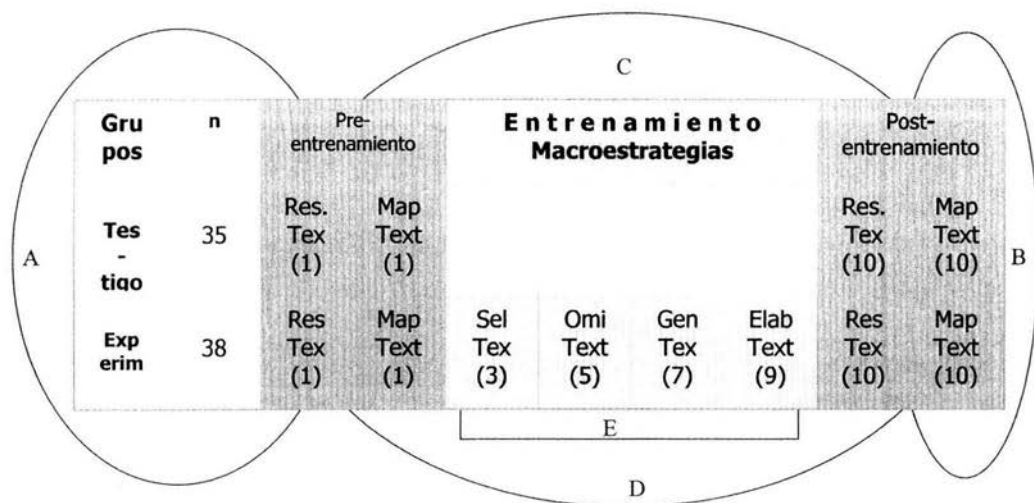 C
Gru
pos
n
Pre-
entrenamiento
Entrenamiento
Macroestrategias
Post-
entrenamiento
A
Tes
-
tigo
35
Res.
Tex
(1)
Map
Text
(1)
Res.
Tex
(10)
Map
Text
(10)
B
Exp
erim
38
Res
Tex
(1)
Map
Text
(1)
Sel
Tex
(3)
Omi
Text
(5)
Gen
Tex
(7)
Elab
Text
(9)
Res
Tex
(10)
Map
Text
(10)
E
D